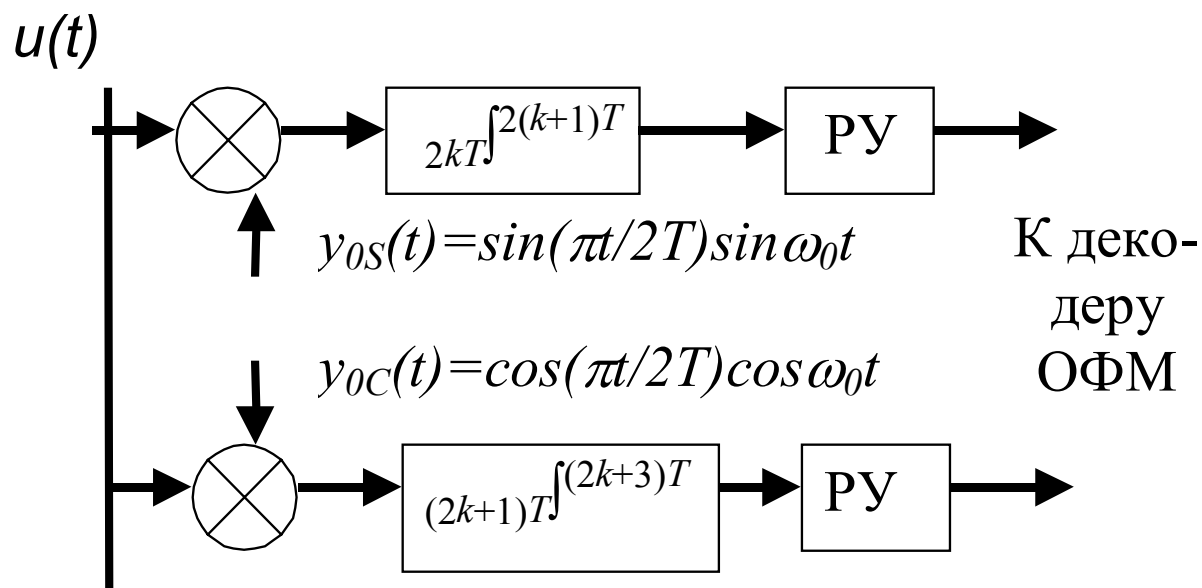 u(t)
2kT∫2(k+1)T
РУ
y0S(t)=sin(πt/2T)sinω0t
К деко-
деру
ОФМ
y0C(t)=cos(πt/2T)cosω0t
(2k+1)T∫(2k+3)T
РУ